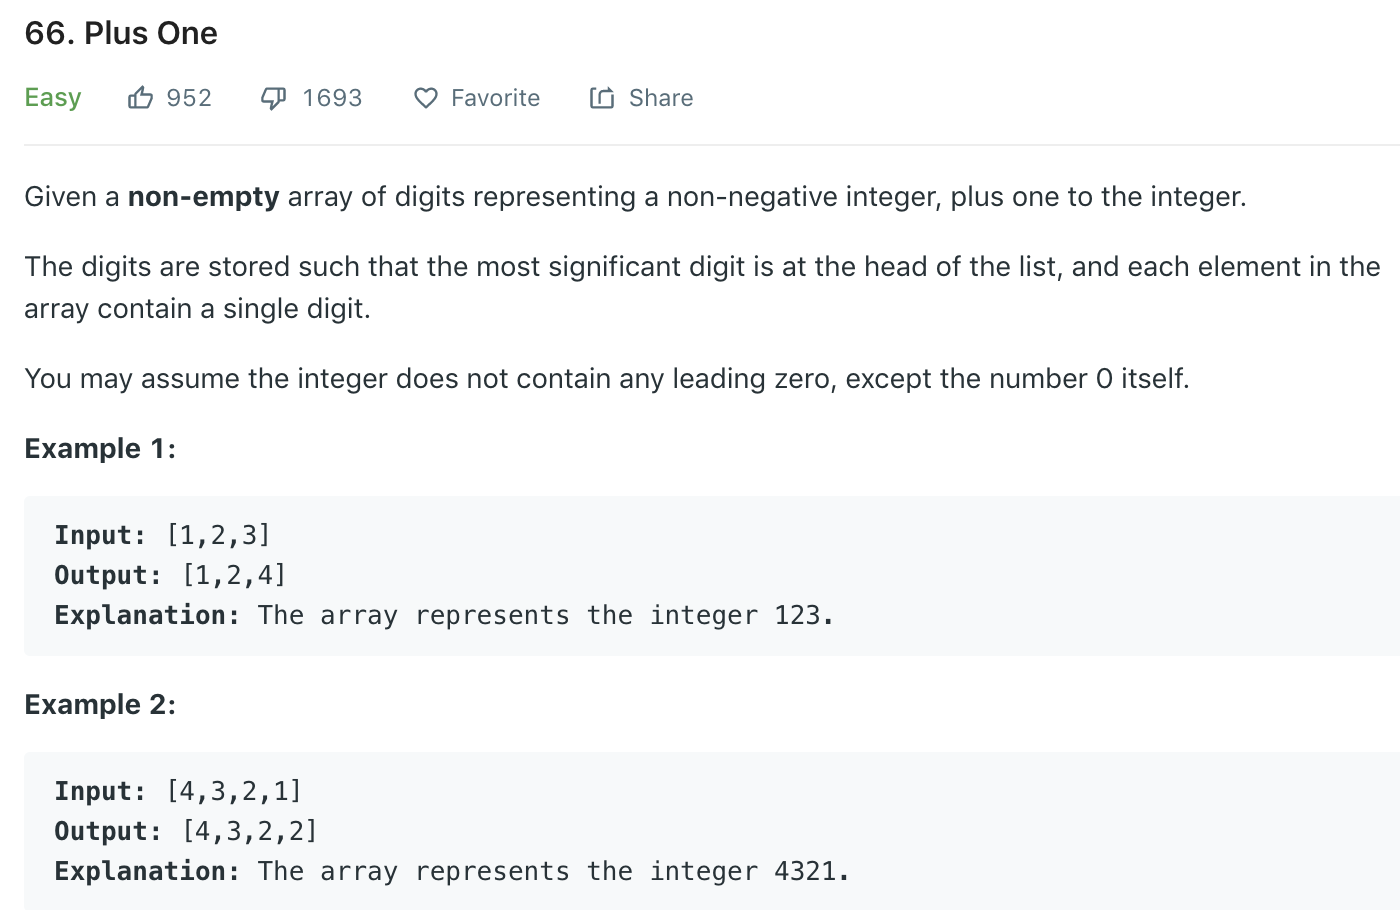 66. Plus One
Easy 952 1693 Favorite Share
Given a non-empty array of digits representing a non-negative integer, plus one to the integer.
The digits are stored such that the most significant digit is at the head of the list, and each element in the
array contain a single digit.
You may assume the integer does not contain any leading zero, except the number 0 itself.
Example 1:
Input: [1,2,3]
Output: [1,2,4]
Explanation: The array represents the integer 123.
Example 2:
Input: [4,3,2,1]
Output: [4,3,2,2]
Explanation: The array represents the integer 4321.